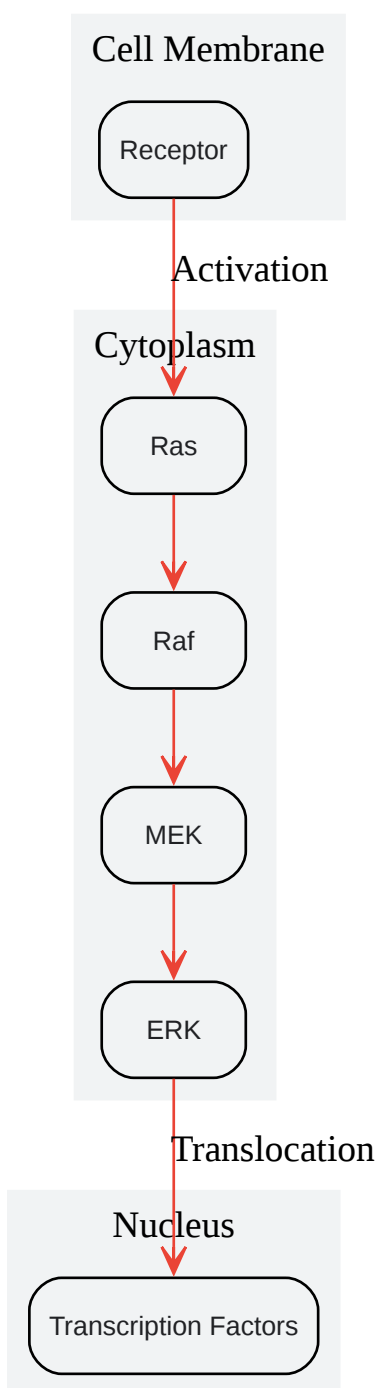 Cell Membrane
Receptor
Activation
Cytoplasm
Ras
Raf
MEK
ERK
Translocation
Nucleus
Transcription Factors